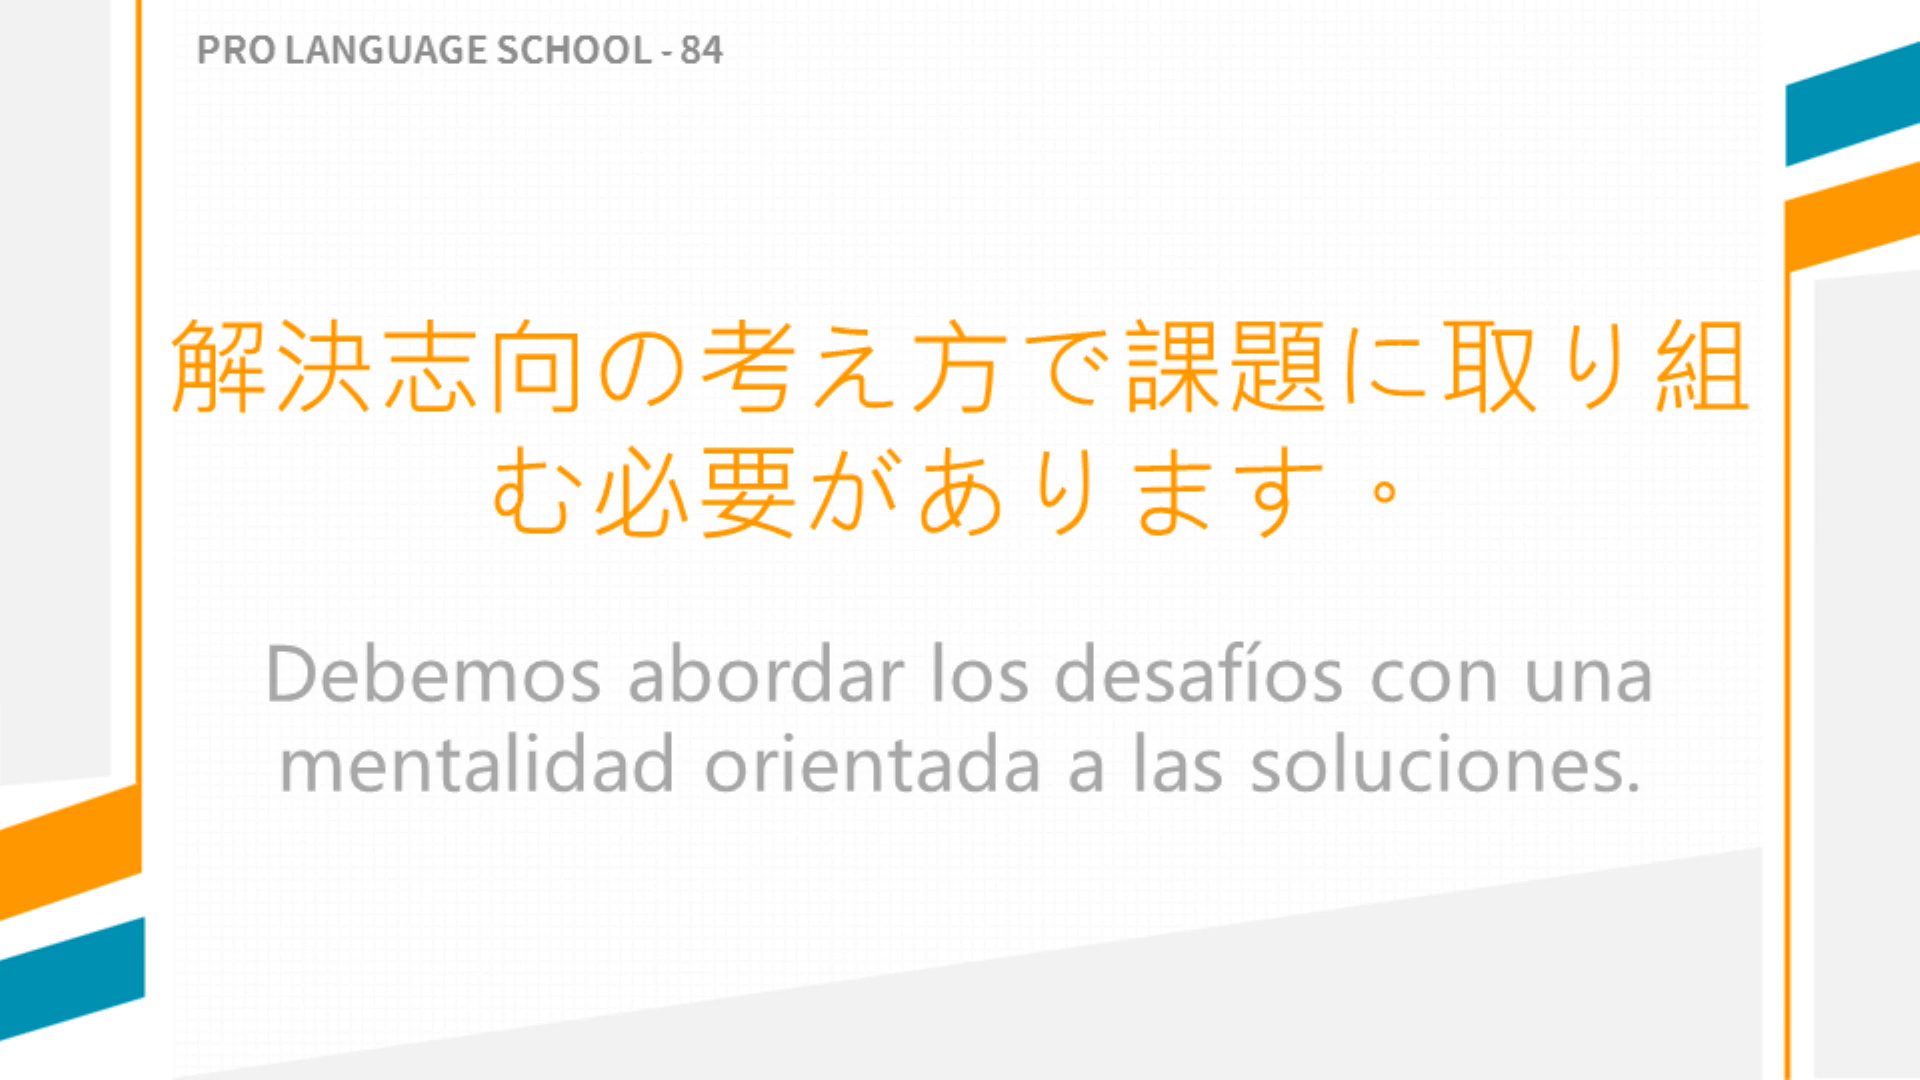 PRO LANGUAGE SCHOOL - 84
解決志向の考え方で課題に取り組
む必要があります。
Debemos abordar los desafíos con una
mentalidad orientada a las soluciones.